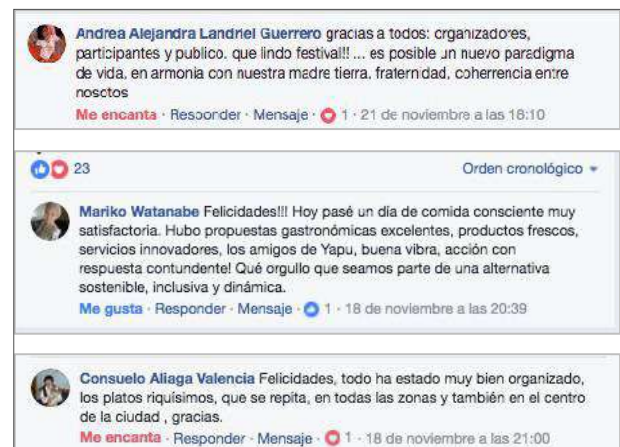 Andrea Alejandra Landriel Guerrero gracias a todos: organizadores,
participantes y publico. que lindo festival!! ... es posible un nuevo paradigma
de vida, en armonia con nuestra madre tierra, fraternidad, coherrencia entre
nosotos
Me encanta · Responder · Mensaje · 1 · 21 de noviembre a las 18:10
23 Orden cronológico
Mariko Watanabe Felicidades!!! Hoy pasé un día de comida consciente muy
satisfactoria. Hubo propuestas gastronómicas excelentes, productos frescos,
servicios innovadores, los amigos de Yapu, buena vibra, acción con
respuesta contundente! Qué orgullo que seamos parte de una alternativa
sostenible, inclusiva y dinámica.
Me gusta · Responder · Mensaje · 1 · 18 de noviembre a las 20:39
Consuelo Aliaga Valencia Felicidades, todo ha estado muy bien organizado,
los platos riquísimos, que se repita, en todas las zonas y también en el centro
de la ciudad , gracias.
Me encanta · Responder · Mensaje · 1 · 18 de noviembre a las 21:00